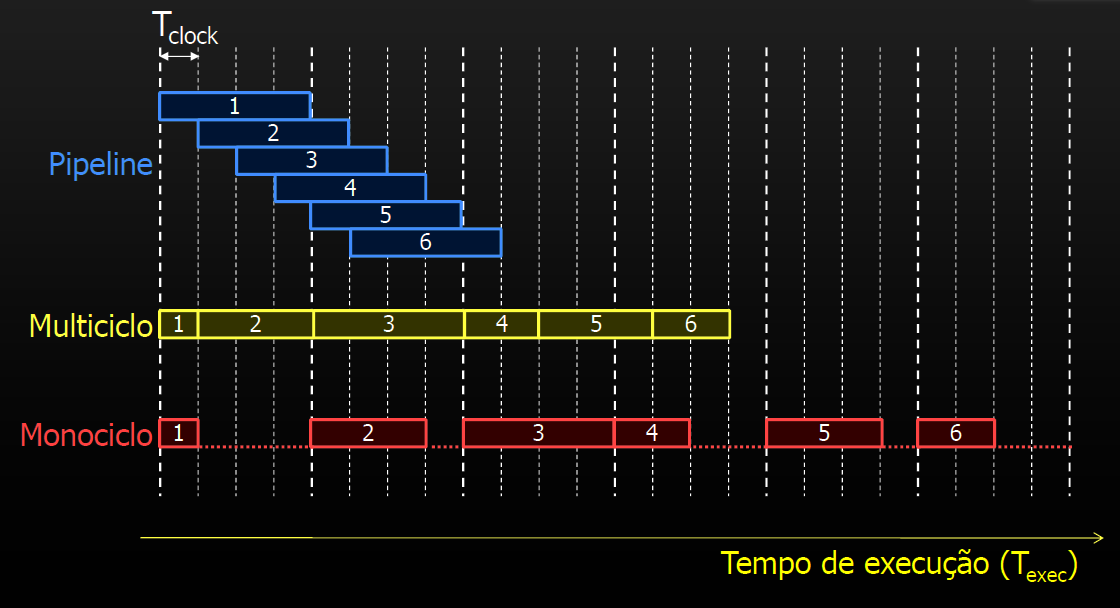 Tclock
1
2
Pipeline
3
4
5
6
Multiciclo 1 2 3 4 5 6
Monociclo 1 2 3 4 5 6
Tempo de execução (Texec)